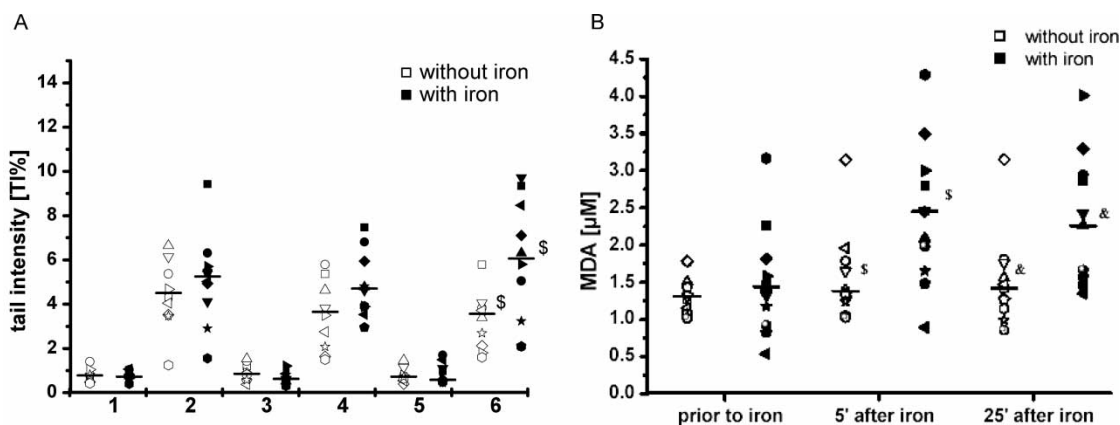 A
without iron
with iron
14
12
10
8
6
4
2
0
tail intensity [TI%]
$
$
1 2 3 4 5 6
B
without iron
with iron
4.5
4.0
3.5
3.0
2.5
2.0
1.5
1.0
0.5
0.0
MDA [µM]
$
$
&
&
prior to iron 5' after iron 25' after iron